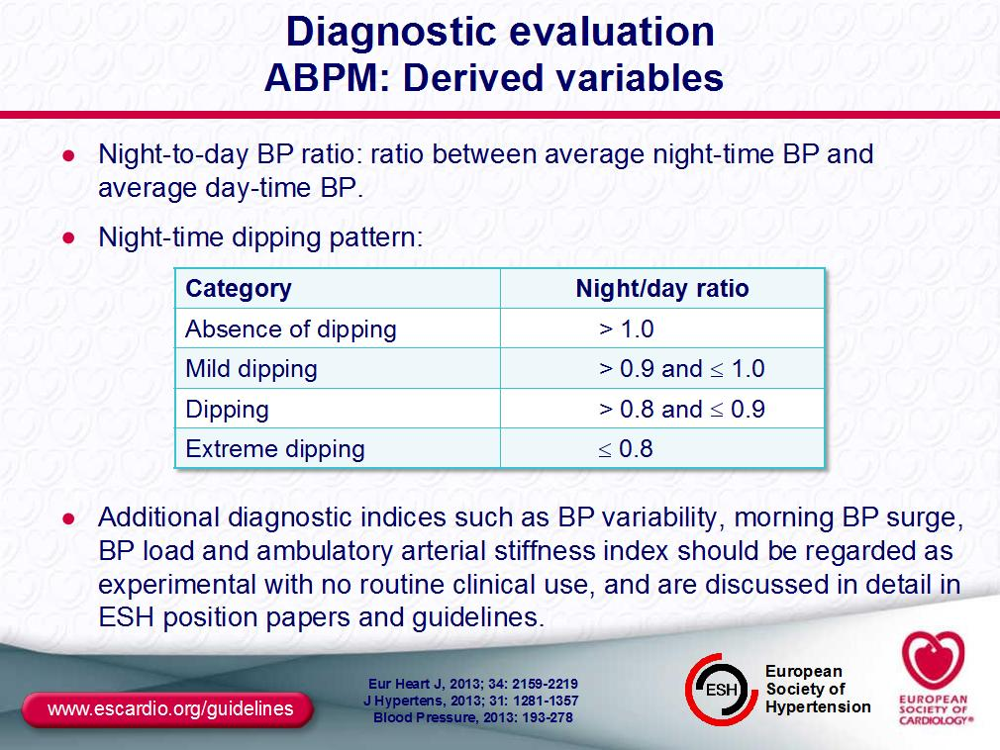 Diagnostic evaluation
ABPM: Derived variables
● Night-to-day BP ratio: ratio between average night-time BP and
average day-time BP.
● Night-time dipping pattern:
Category Night/day ratio
Absence of dipping > 1.0
Mild dipping > 0.9 and ≤ 1.0
Dipping > 0.8 and ≤ 0.9
Extreme dipping ≤ 0.8
● Additional diagnostic indices such as BP variability, morning BP surge,
BP load and ambulatory arterial stiffness index should be regarded as
experimental with no routine clinical use, and are discussed in detail in
ESH position papers and guidelines.
www.escardio.org/guidelines
Eur Heart J, 2013; 34: 2159-2219
J Hypertens, 2013; 31: 1281-1357
Blood Pressure, 2013: 193-278
ESH
European
Society of
Hypertension
EUROPEAN
SOCIETY OF
CARDIOLOGY®